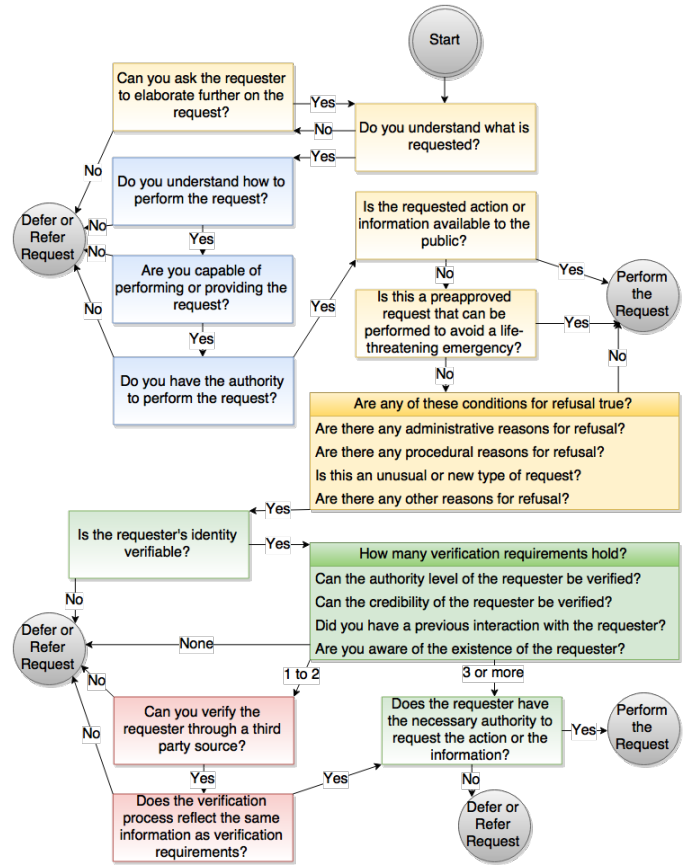 Start
Can you ask the requester
to elaborate further on the
request?
Yes
No
Do you understand what is
requested?
Yes
No
Do you understand how to
perform the request?
Is the requested action or
information available to the
public?
Defer or
Refer
Request
No
Yes
No
Are you capable of
performing or providing the
request?
Yes
No
Yes
Perform
the
Request
Is this a preapproved
request that can be
performed to avoid a life-
threatening emergency?
Yes
No
Yes
No
No
Do you have the authority
to perform the request?
Are any of these conditions for refusal true?
Are there any administrative reasons for refusal?
Are there any procedural reasons for refusal?
Is this an unusual or new type of request?
Are there any other reasons for refusal?
Yes
Is the requester's identity
verifiable?
Yes
How many verification requirements hold?
Can the authority level of the requester be verified?
Can the credibility of the requester be verified?
Did you have a previous interaction with the requester?
Are you aware of the existence of the requester?
No
Defer or
Refer
Request
None
1 to 2
3 or more
No
Can you verify the
requester through a third
party source?
Does the requester have
the necessary authority to
request the action or the
information?
Yes
Perform
the
Request
No
Yes
Yes
No
Does the verification
process reflect the same
information as verification
requirements?
Defer or
Refer
Request